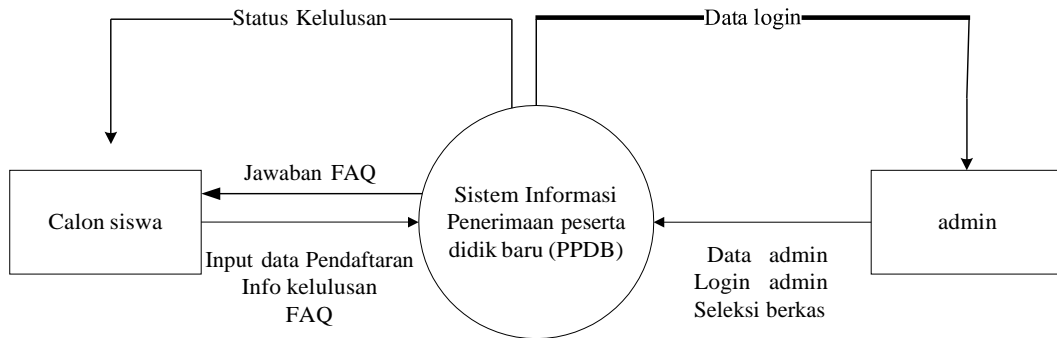 Status Kelulusan
Data login
Jawaban FAQ
Calon siswa
Input data Pendaftaran
Info kelulusan
FAQ
Sistem Informasi
Penerimaan peserta
didik baru (PPDB)
admin
Data admin
Login admin
Seleksi berkas